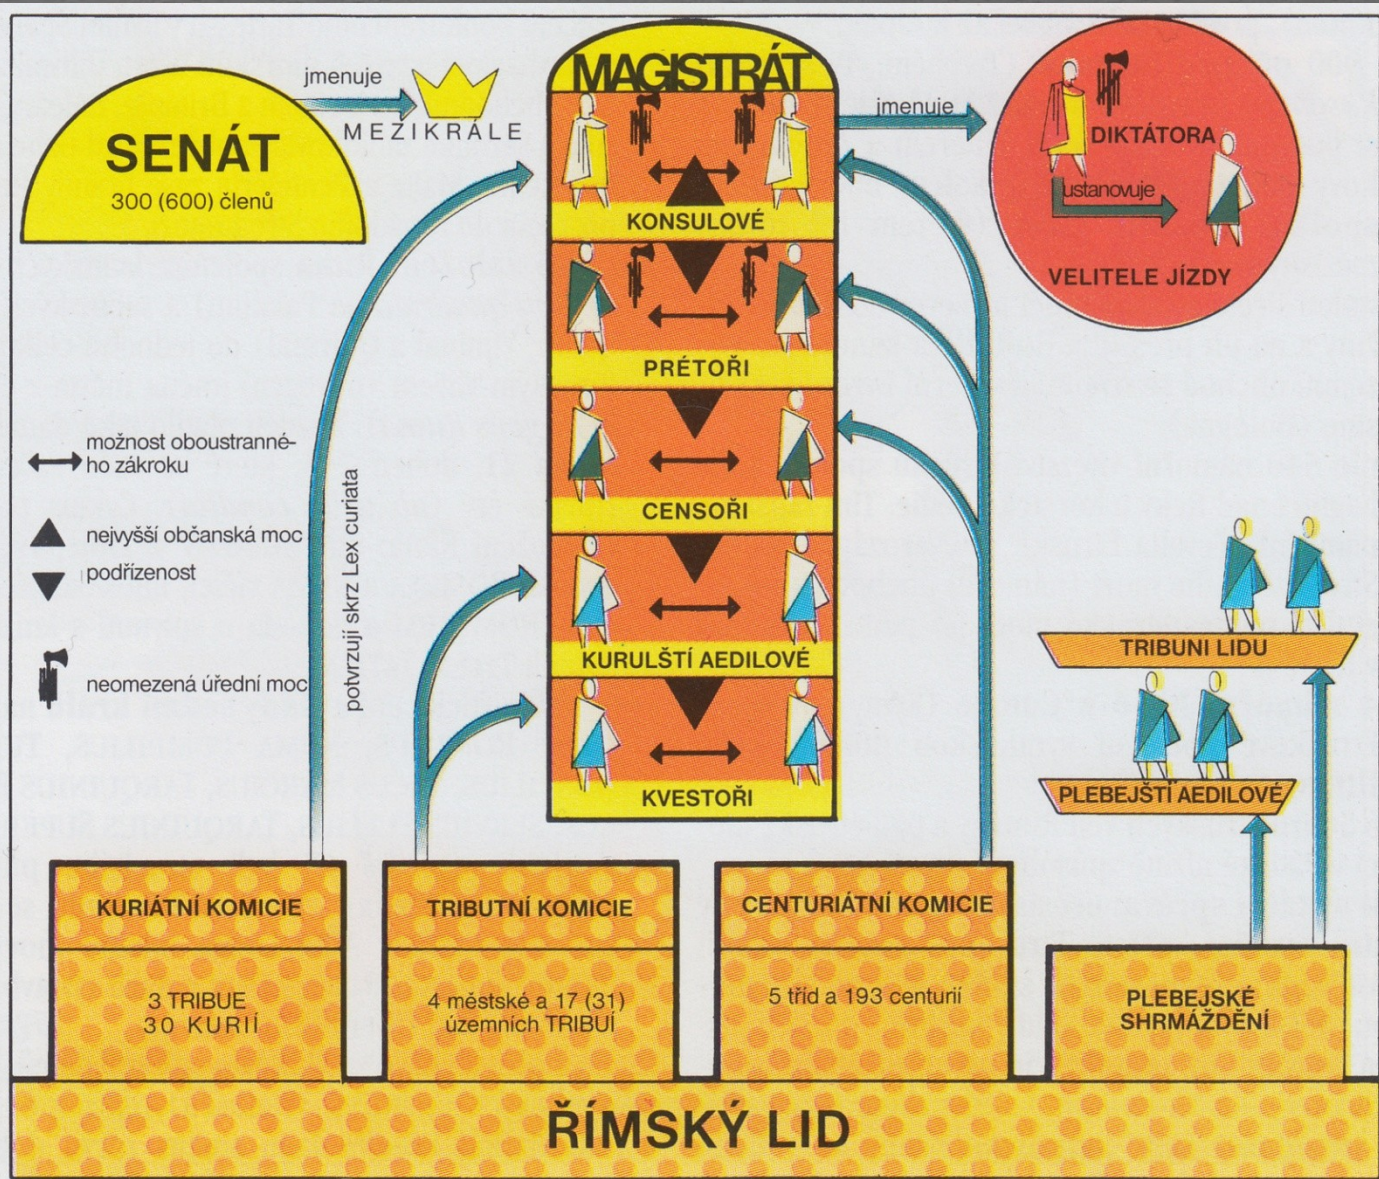 SENÁT
300 (600) členů
jmenuje
MEZIKRÁLE
MAGISTRÁT
KONSULOVÉ
PRÉTOŘI
CENSOŘI
KURULŠTÍ AEDILOVÉ
KVESTOŘI
jmenuje
DIKTÁTORA
ustanovuje
VELITELE JÍZDY
možnost oboustranné-
ho zákroku
nejvyšší občanská moc
podřízenost
neomezená úřední moc
potvrzují skrz Lex curiata
TRIBUNI LIDU
PLEBEJŠTÍ AEDILOVÉ
KURIÁTNÍ KOMICIE
3 TRIBUE
30 KURIÍ
TRIBUTNÍ KOMICIE
4 městské a 17 (31)
územních TRIBUÍ
CENTURIÁTNÍ KOMICIE
5 tříd a 193 centurií
PLEBEJSKÉ
SHRMÁŽDĚNÍ
ŘÍMSKÝ LID